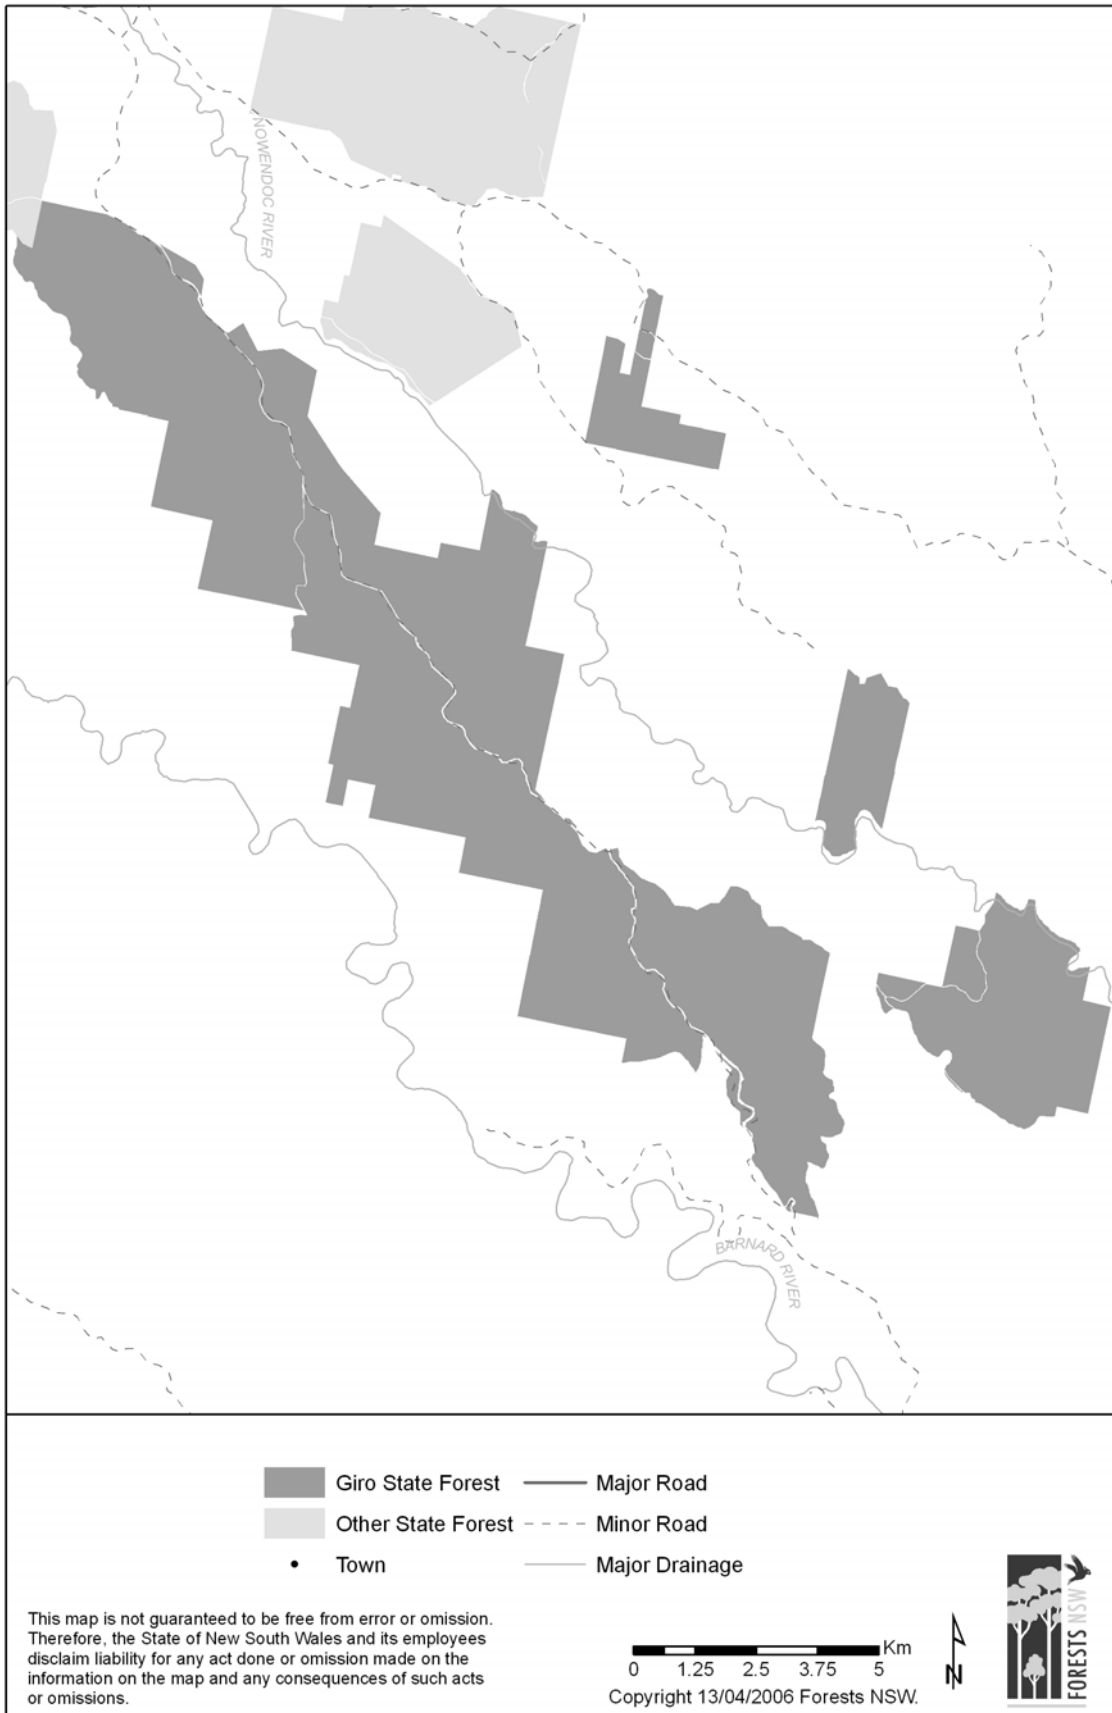 NOWENDOC RIVER
BARNARD RIVER
Giro State Forest
Major Road
Other State Forest
Minor Road
Town
Major Drainage
This map is not guaranteed to be free from error or omission.
Therefore, the State of New South Wales and its employees
disclaim liability for any act done or omission made on the
information on the map and any consequences of such acts
or omissions.
Km
0 1.25 2.5 3.75 5
Copyright 13/04/2006 Forests NSW.
N
FORESTS NSW